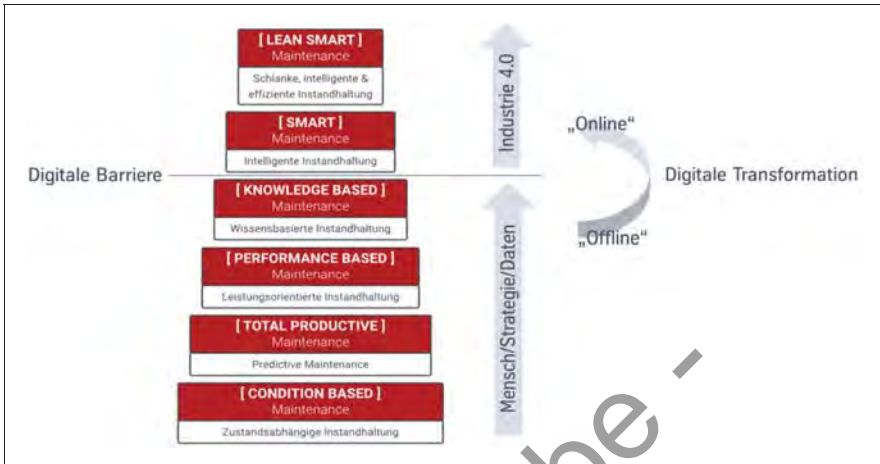 [ LEAN SMART ]
Maintenance
Schlanke, intelligente &
effiziente Instandhaltung
[ SMART ]
Maintenance
Intelligente Instandhaltung
Digitale Barriere
[ KNOWLEDGE BASED ]
Maintenance
Wissensbasierte Instandhaltung
[ PERFORMANCE BASED ]
Maintenance
Leistungsorientierte Instandhaltung
[ TOTAL PRODUCTIVE ]
Maintenance
Predictive Maintenance
[ CONDITION BASED ]
Maintenance
Zustandsabhängige Instandhaltung
Industrie 4.0
Mensch/Strategie/Daten
„Online“
Digitale Transformation
„Offline“
be -